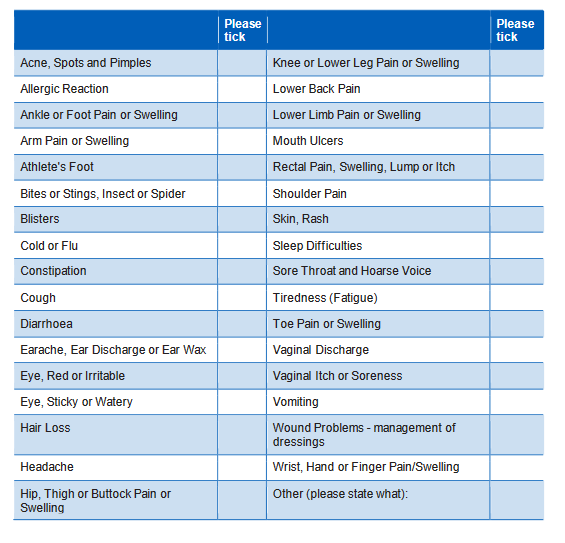 Please tick Please tick
Acne, Spots and Pimples Knee or Lower Leg Pain or Swelling
Allergic Reaction Lower Back Pain
Ankle or Foot Pain or Swelling Lower Limb Pain or Swelling
Arm Pain or Swelling Mouth Ulcers
Athlete's Foot Rectal Pain, Swelling, Lump or Itch
Bites or Stings, Insect or Spider Shoulder Pain
Blisters Skin, Rash
Cold or Flu Sleep Difficulties
Constipation Sore Throat and Hoarse Voice
Cough Tiredness (Fatigue)
Diarrhoea Toe Pain or Swelling
Earache, Ear Discharge or Ear Wax Vaginal Discharge
Eye, Red or Irritable Vaginal Itch or Soreness
Eye, Sticky or Watery Vomiting
Hair Loss Wound Problems - management of
dressings
Headache Wrist, Hand or Finger Pain/Swelling
Hip, Thigh or Buttock Pain or Other (please state what):
Swelling